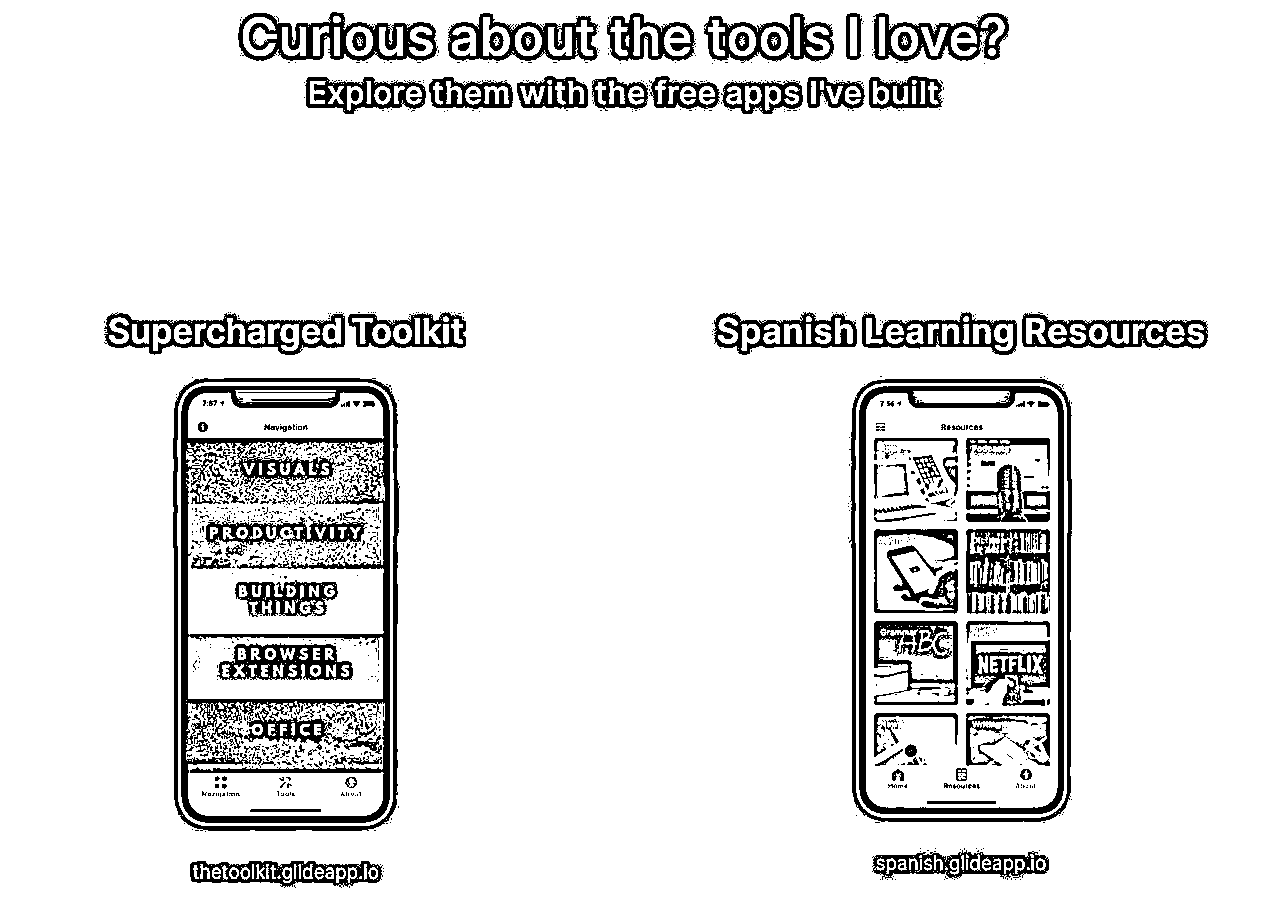 Curious about the tools I love?
Explore them with the free apps I've built
Supercharged Toolkit
7:57
Navigation
VISUALS
PRODUCTIVITY
BUILDING
THINGS
BROWSER
EXTENSIONS
OFFICE
Navigation
Tools
About
thetoolkit.glideapp.io
Spanish Learning Resources
7:56
Resources
Grammar
ABC
NETFLIX
Home
Resources
About
spanish.glideapp.io